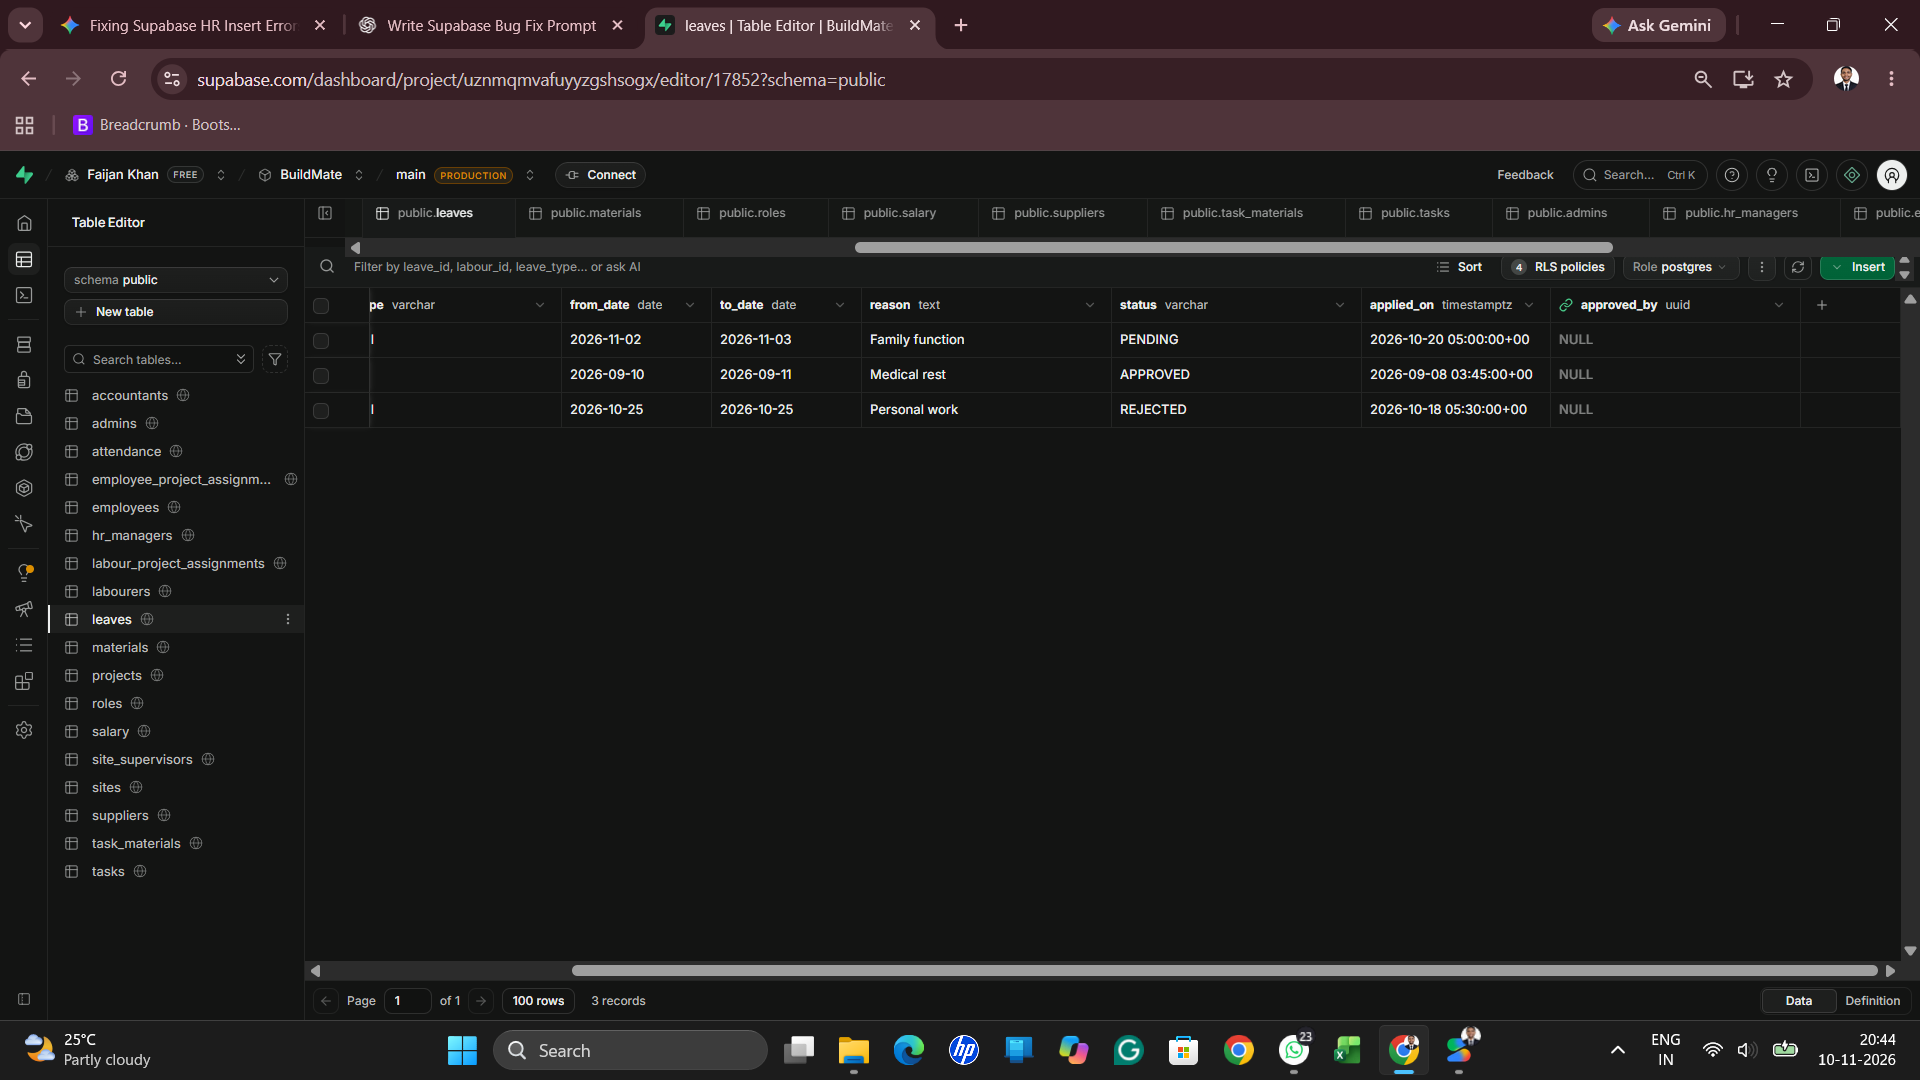 Fixing Supabase HR Insert Error
Write Supabase Bug Fix Prompt
leaves | Table Editor | BuildMate
Ask Gemini
supabase.com/dashboard/project/uznmqmvafuyyzgshsogx/editor/17852?schema=public
B Breadcrumb · Boots...
Faijan Khan FREE / BuildMate / main PRODUCTION Connect
Feedback Search... Ctrl K
Table Editor
public.leaves public.materials public.roles public.salary public.suppliers public.task_materials public.tasks public.admins public.hr_managers public.e
Filter by leave_id, labour_id, leave_type... or ask AI
Sort 4 RLS policies Role postgres Insert
schema public
New table
Search tables...
accountants
admins
attendance
employee_project_assignm...
employees
hr_managers
labour_project_assignments
labourers
leaves
materials
projects
roles
salary
site_supervisors
sites
suppliers
task_materials
tasks
pe varchar from_date date to_date date reason text status varchar applied_on timestamptz approved_by uuid
l 2026-11-02 2026-11-03 Family function PENDING 2026-10-20 05:00:00+00 NULL
2026-09-10 2026-09-11 Medical rest APPROVED 2026-09-08 03:45:00+00 NULL
l 2026-10-25 2026-10-25 Personal work REJECTED 2026-10-18 05:30:00+00 NULL
Page 1 of 1 100 rows 3 records
Data Definition
25°C
Partly cloudy
Search
hp
23
ENG
IN
20:44
10-11-2026